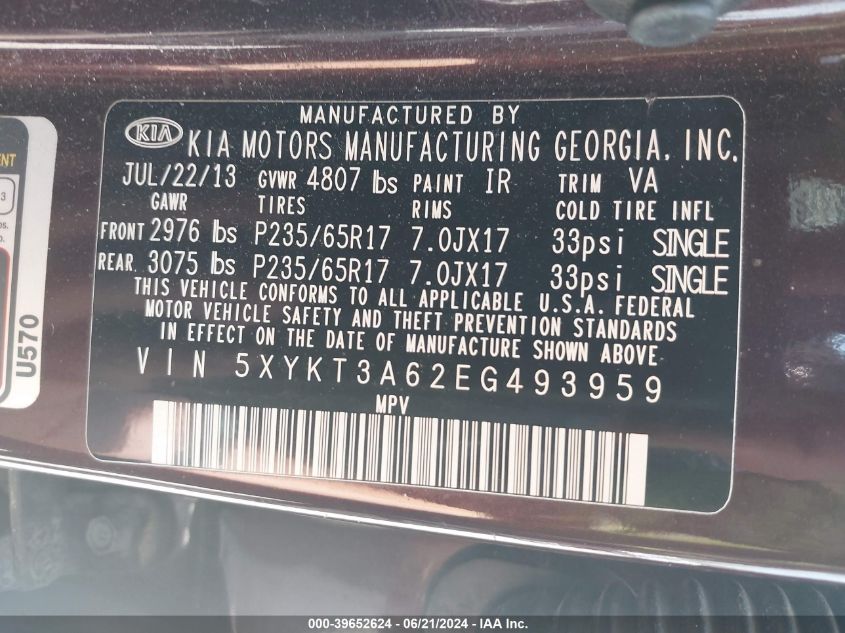 MANUFACTURED BY
KIA KIA MOTORS MANUFACTURING GEORGIA, INC.
JUL/22/13 GVWR 4807 lbs PAINT IR TRIM VA
GAWR TIRES RIMS COLD TIRE INFL
FRONT 2976 lbs P235/65R17 7.0JX17 33psi SINGLE
REAR. 3075 lbs P235/65R17 7.0JX17 33psi SINGLE
THIS VEHICLE CONFORMS TO ALL APPLICABLE U.S.A. FEDERAL
MOTOR VEHICLE SAFETY AND THEFT PREVENTION STANDARDS
IN EFFECT ON THE DATE OF MANUFACTURE SHOWN ABOVE
VIN 5XYKT3A62EG493959
MPV
U570
000-39652624 - 06/21/2024 - IAA Inc.